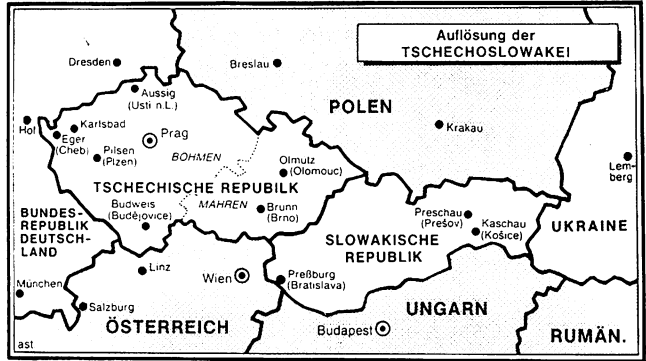 Auflösung der
TSCHECHOSLOWAKEI
Dresden
Breslau
Aussig
(Usti n.L.)
POLEN
Hof
Karlsbad
Eger
(Cheb)
Prag
Krakau
Pilsen
(Plzen)
BÖHMEN
Olmutz
(Olomouc)
Lem-
berg
TSCHECHISCHE REPUBILK
BUNDES-
REPUBLIK
DEUTSCH-
LAND
Budweis
(Budějovice)
MAHREN
Brunn
(Brno)
Preschau
(Prešov)
Kaschau
(Košice)
UKRAINE
SLOWAKISCHE
REPUBLIK
München
Linz
Wien
Preßburg
(Bratislava)
Salzburg
ÖSTERREICH
UNGARN
Budapest
RUMÄN.
ast